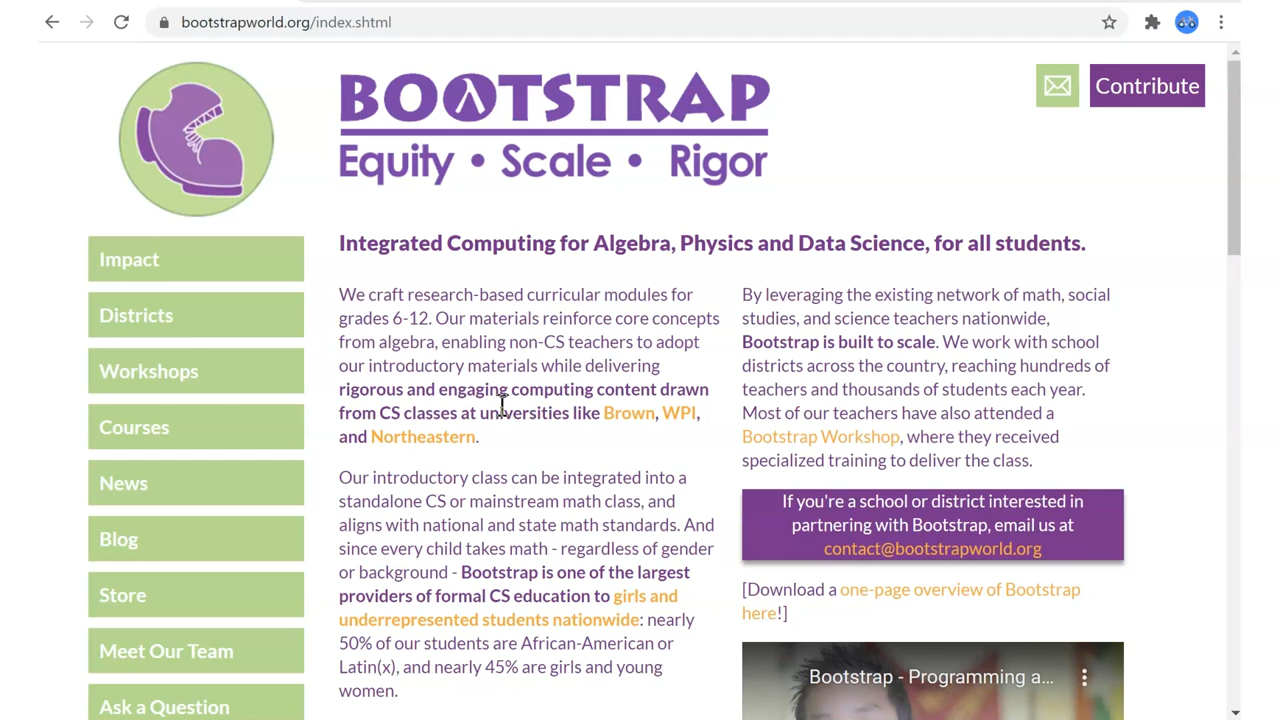 bootstrapworld.org/index.shtml
BOOTSTRAP
Equity • Scale • Rigor
Contribute
Impact
Districts
Workshops
Courses
News
Blog
Store
Meet Our Team
Ask a Question
Integrated Computing for Algebra, Physics and Data Science, for all students.
We craft research-based curricular modules for
grades 6-12. Our materials reinforce core concepts
from algebra, enabling non-CS teachers to adopt
our introductory materials while delivering
rigorous and engaging computing content drawn
from CS classes at universities like Brown, WPI,
and Northeastern.
Our introductory class can be integrated into a
standalone CS or mainstream math class, and
aligns with national and state math standards. And
since every child takes math - regardless of gender
or background - Bootstrap is one of the largest
providers of formal CS education to girls and
underrepresented students nationwide: nearly
50% of our students are African-American or
Latin(x), and nearly 45% are girls and young
women.
By leveraging the existing network of math, social
studies, and science teachers nationwide,
Bootstrap is built to scale. We work with school
districts across the country, reaching hundreds of
teachers and thousands of students each year.
Most of our teachers have also attended a
Bootstrap Workshop, where they received
specialized training to deliver the class.
If you're a school or district interested in
partnering with Bootstrap, email us at
contact@bootstrapworld.org
[Download a one-page overview of Bootstrap
here!]
Bootstrap - Programming a...